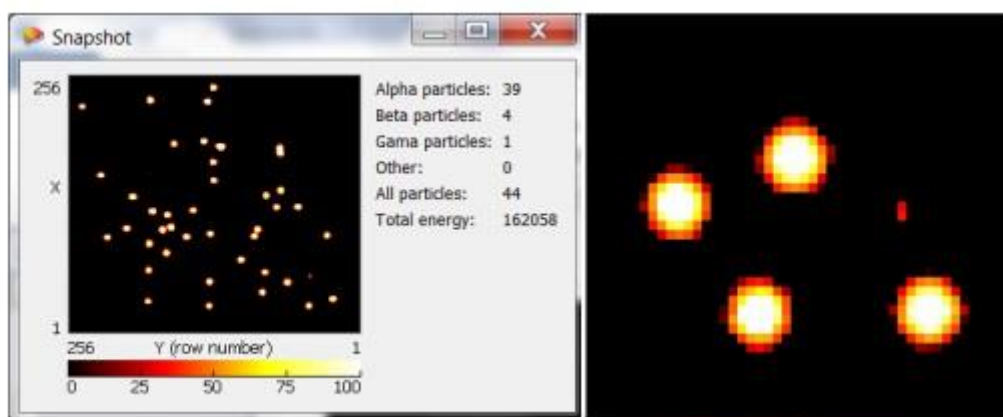 Snapshot
256
X
1
256 Y (row number) 1
0 25 50 75 100
Alpha particles: 39
Beta particles: 4
Gama particles: 1
Other: 0
All particles: 44
Total energy: 162058